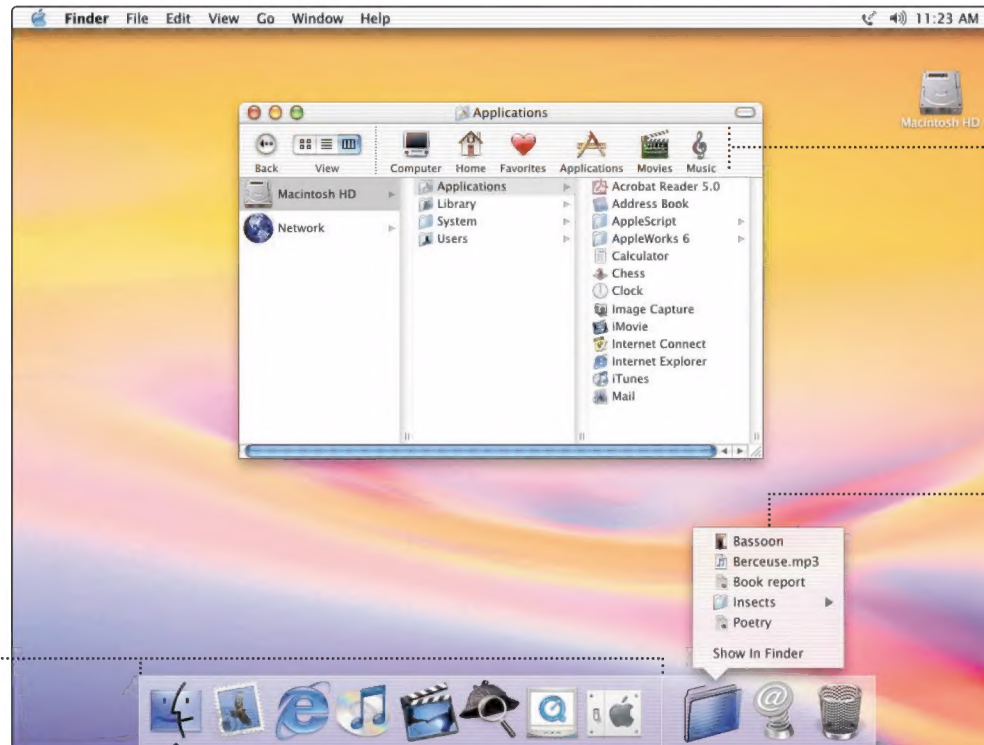 Finder File Edit View Go Window Help 11:23 AM
Macintosh HD
Applications
Back View Computer Home Favorites Applications Movies Music
Macintosh HD
Network
Applications
Library
System
Users
Acrobat Reader 5.0
Address Book
AppleScript
AppleWorks 6
Calculator
Chess
Clock
Image Capture
iMovie
Internet Connect
Internet Explorer
iTunes
Mail
Bassoon
Berceuse.mp3
Book report
Insects
Poetry
Show In Finder